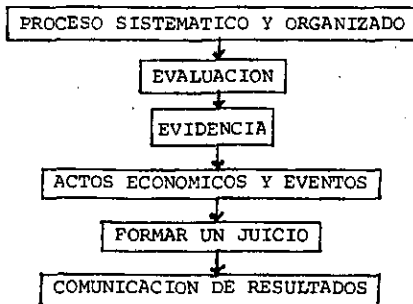 PROCESO SISTEMATICO Y ORGANIZADO
EVALUACION
EVIDENCIA
ACTOS ECONOMICOS Y EVENTOS
FORMAR UN JUICIO
COMUNICACION DE RESULTADOS